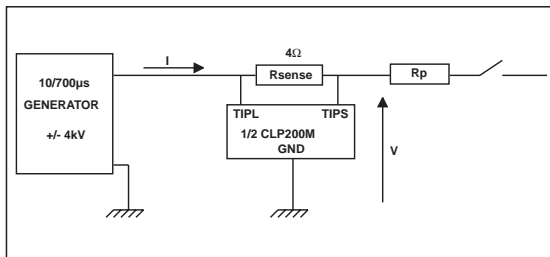 I
4Ω
Rsense
Rp
10/700µs
GENERATOR
+/- 4kV
TIPL
TIPS
1/2 CLP200M
GND
V